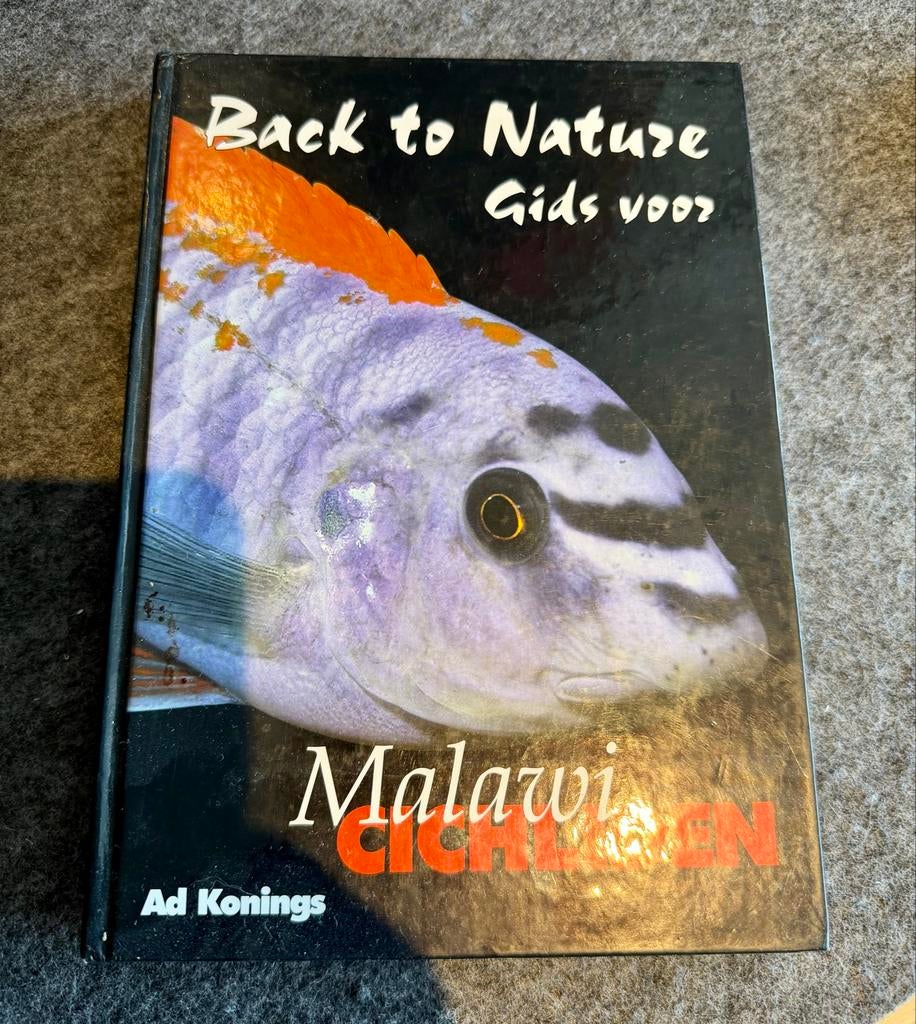 Back to Nature
Gids voor
Malawi
CICHLIDEN
Ad Konings